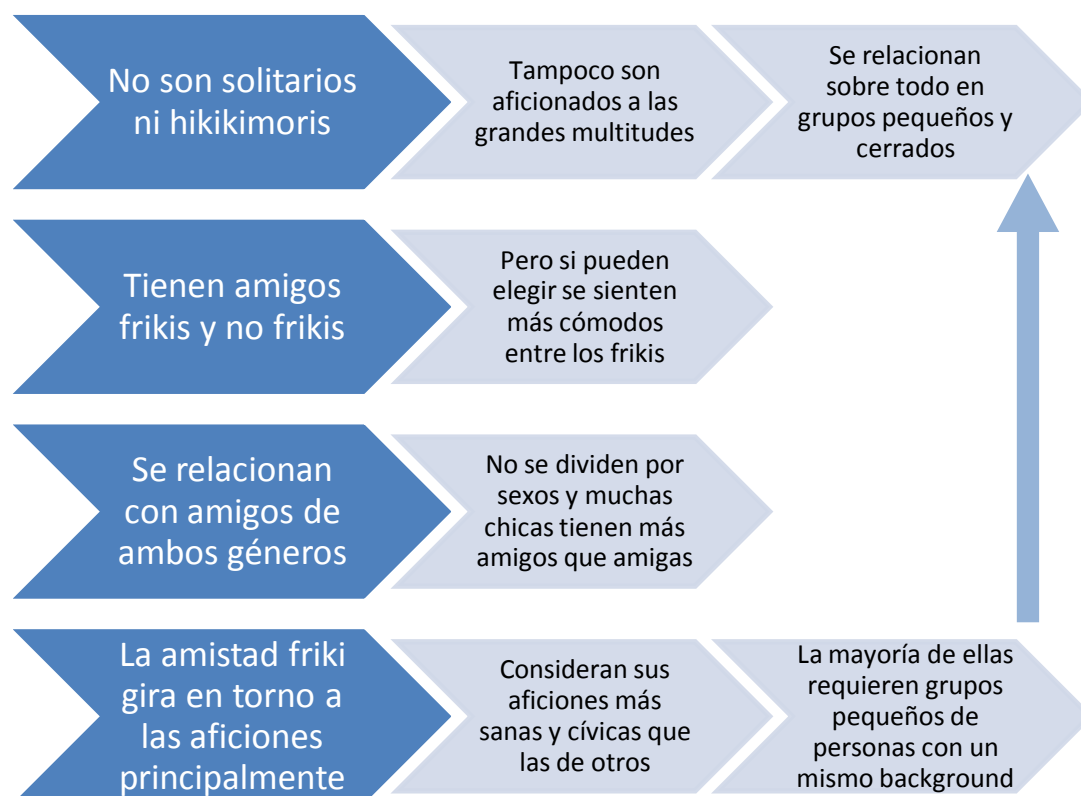 No son solitarios
ni hikikimoris
Tampoco son
aficionados a las
grandes multitudes
Se relacionan
sobre todo en
grupos pequeños y
cerrados
Tienen amigos
frikis y no frikis
Pero si pueden
elegir se sienten
más cómodos
entre los frikis
Se relacionan
con amigos de
ambos géneros
No se dividen por
sexos y muchas
chicas tienen más
amigos que amigas
La amistad friki
gira en torno a
las aficiones
principalmente
Consideran sus
aficiones más
sanas y cívicas que
las de otros
La mayoría de ellas
requieren grupos
pequeños de
personas con un
mismo background